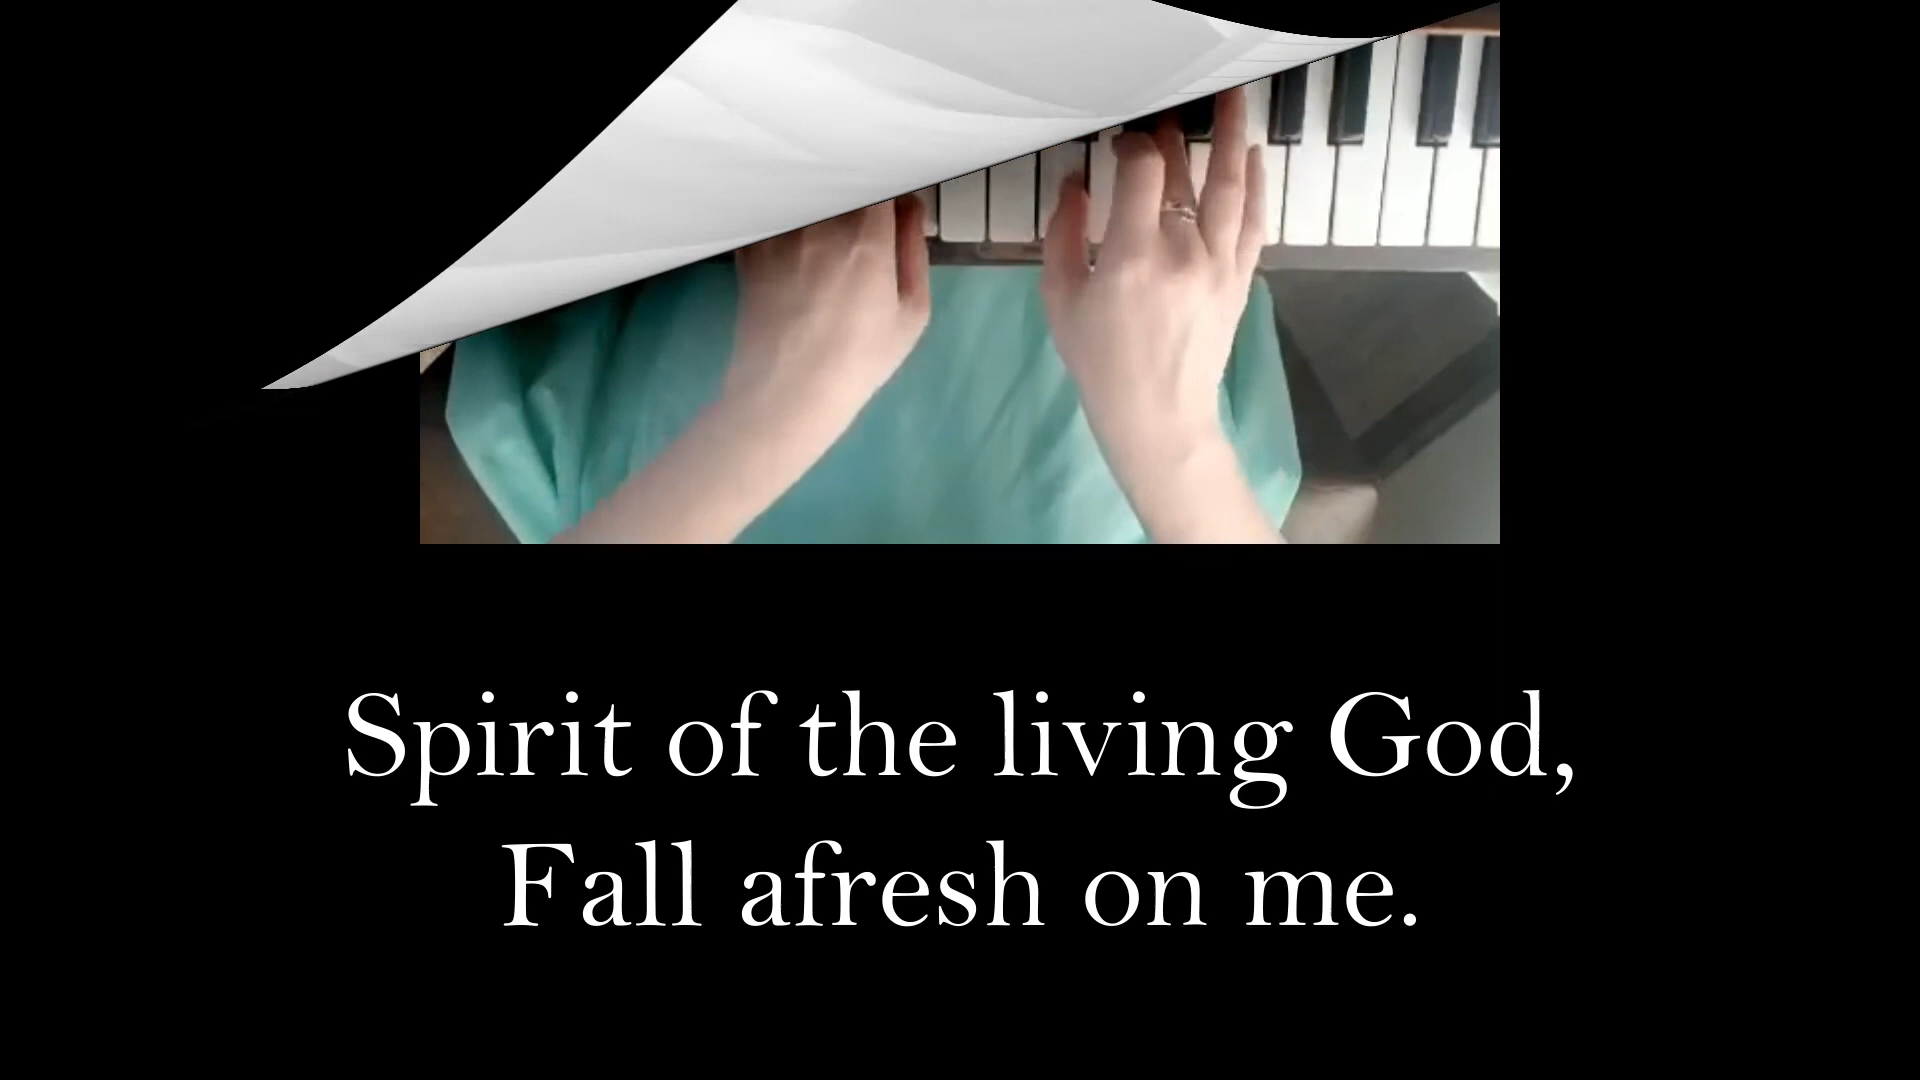 Spirit of the living God,
Fall afresh on me.